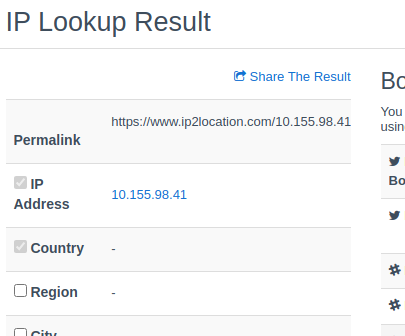 IP Lookup Result
Share The Result
Bo
You
usin
https://www.ip2location.com/10.155.98.41
Permalink
IP
Address
10.155.98.41
Bo
Country
-
Region
-
City